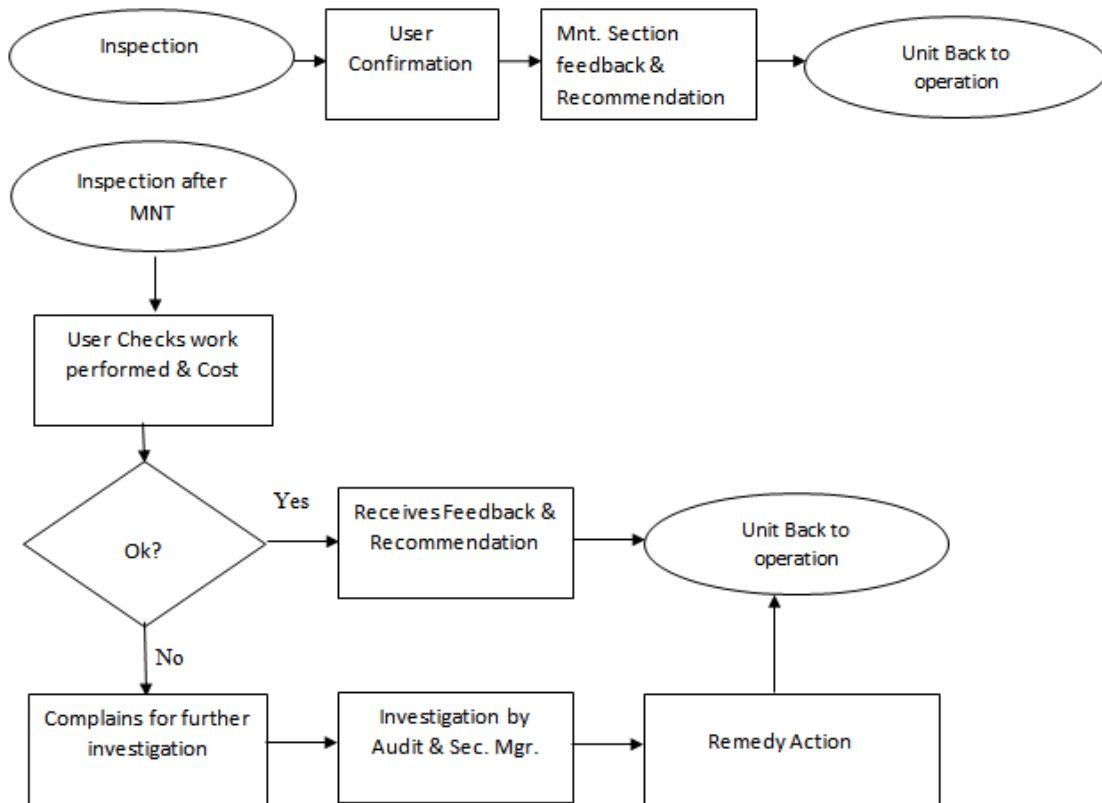 Inspection
User
Confirmation
Mnt. Section
feedback &
Recommendation
Unit Back to
operation
Inspection after
MNT
User Checks work
performed & Cost
Ok?
Yes
Receives Feedback &
Recommendation
Unit Back to
operation
No
Complains for further
investigation
Investigation by
Audit & Sec. Mgr.
Remedy Action